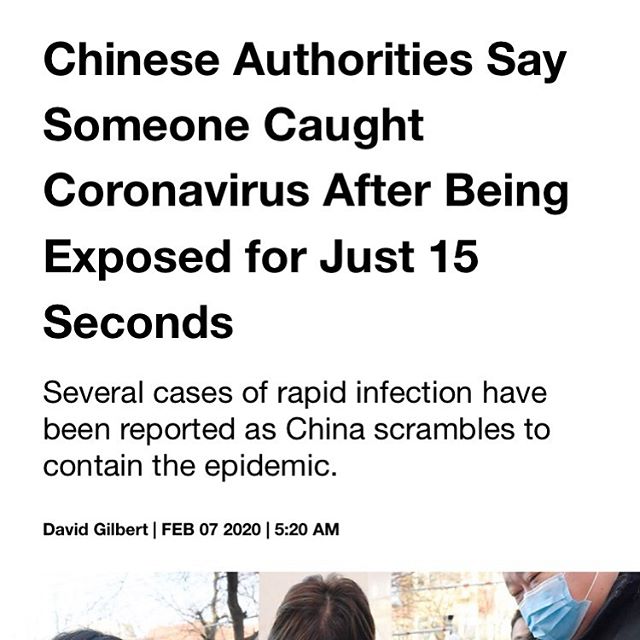 Chinese Authorities Say
Someone Caught
Coronavirus After Being
Exposed for Just 15
Seconds
Several cases of rapid infection have
been reported as China scrambles to
contain the epidemic.
David Gilbert | FEB 07 2020 | 5:20 AM